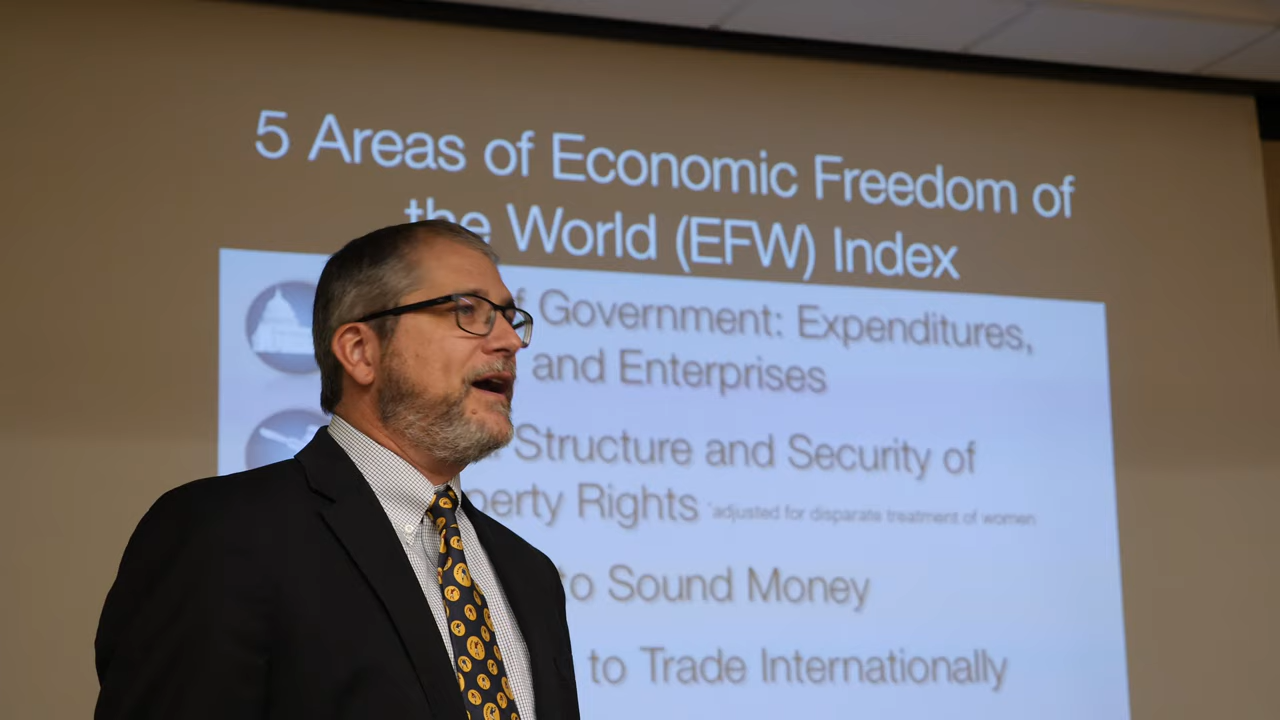 5 Areas of Economic Freedom of
the World (EFW) Index
Government: Expenditures,
and Enterprises
Structure and Security of
perty Rights *adjusted for disparate treatment of women
to Sound Money
to Trade Internationally